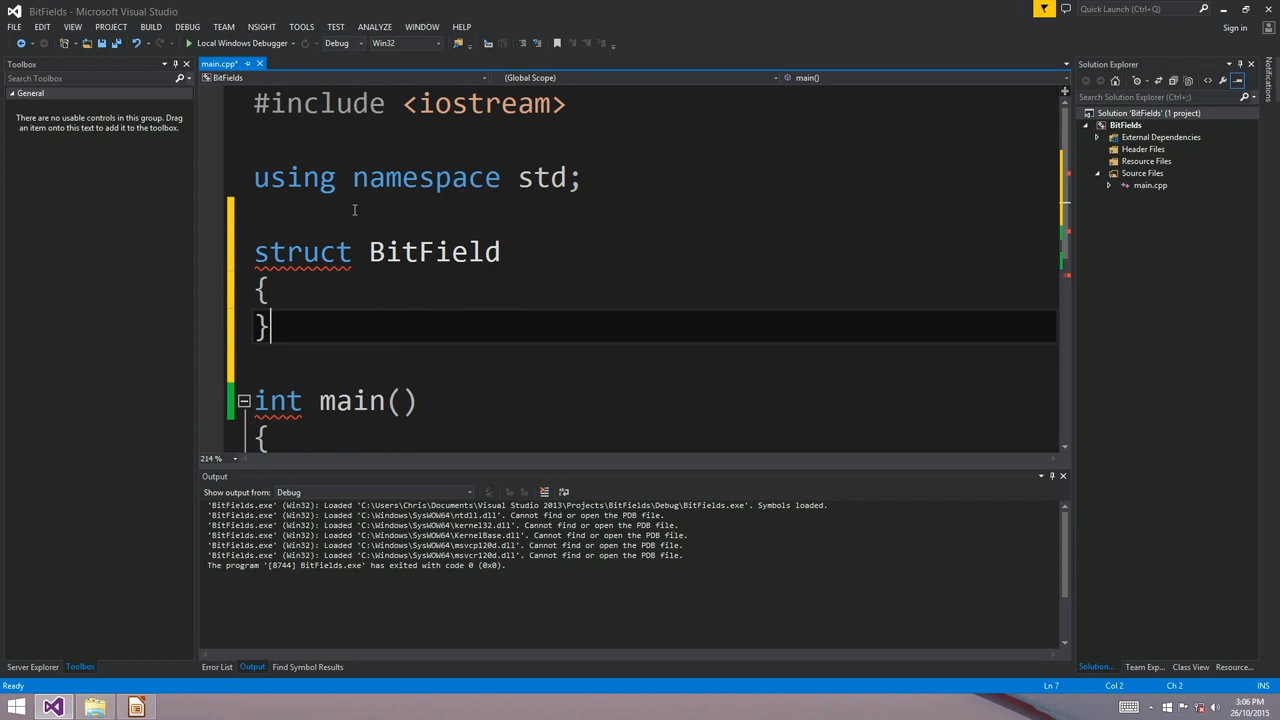 BitFields - Microsoft Visual Studio
Quick Launch (Ctrl+Q)
FILE EDIT VIEW PROJECT BUILD DEBUG TEAM NSIGHT TOOLS TEST ANALYZE WINDOW HELP
Sign in
Local Windows Debugger Debug Win32
Toolbox
Search Toolbox
General
There are no usable controls in this group. Drag
an item onto this text to add it to the toolbox.
main.cpp*
BitFields (Global Scope) main()
#include <iostream>
using namespace std;
struct BitField
{
}
int main()
{
214 %
Output
Show output from: Debug
'BitFields.exe' (Win32): Loaded 'C:\Users\Chris\Documents\Visual Studio 2013\Projects\BitFields\Debug\BitFields.exe'. Symbols loaded.
'BitFields.exe' (Win32): Loaded 'C:\Windows\SysWOW64\ntdll.dll'. Cannot find or open the PDB file.
'BitFields.exe' (Win32): Loaded 'C:\Windows\SysWOW64\kernel32.dll'. Cannot find or open the PDB file.
'BitFields.exe' (Win32): Loaded 'C:\Windows\SysWOW64\KernelBase.dll'. Cannot find or open the PDB file.
'BitFields.exe' (Win32): Loaded 'C:\Windows\SysWOW64\msvcp120d.dll'. Cannot find or open the PDB file.
'BitFields.exe' (Win32): Loaded 'C:\Windows\SysWOW64\msvcr120d.dll'. Cannot find or open the PDB file.
The program '[8744] BitFields.exe' has exited with code 0 (0x0).
Solution Explorer
Search Solution Explorer (Ctrl+;)
Solution 'BitFields' (1 project)
BitFields
External Dependencies
Header Files
Resource Files
Source Files
main.cpp
Notifications
Server Explorer Toolbox
Error List Output Find Symbol Results
Solution... Team Exp... Class View Resource...
Ready Ln 7 Col 2 Ch 2 INS
3:06 PM
26/10/2015